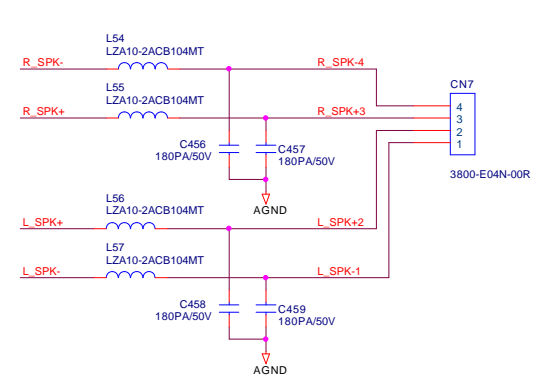 L54
LZA10-2ACB104MT
R_SPK-
R_SPK-4
L55
LZA10-2ACB104MT
R_SPK+
R_SPK+3
CN7
4
3
2
1
3800-E04N-00R
C456
180PA/50V
C457
180PA/50V
AGND
L56
LZA10-2ACB104MT
L_SPK+
L_SPK+2
L57
LZA10-2ACB104MT
L_SPK-
L_SPK-1
C458
180PA/50V
C459
180PA/50V
AGND